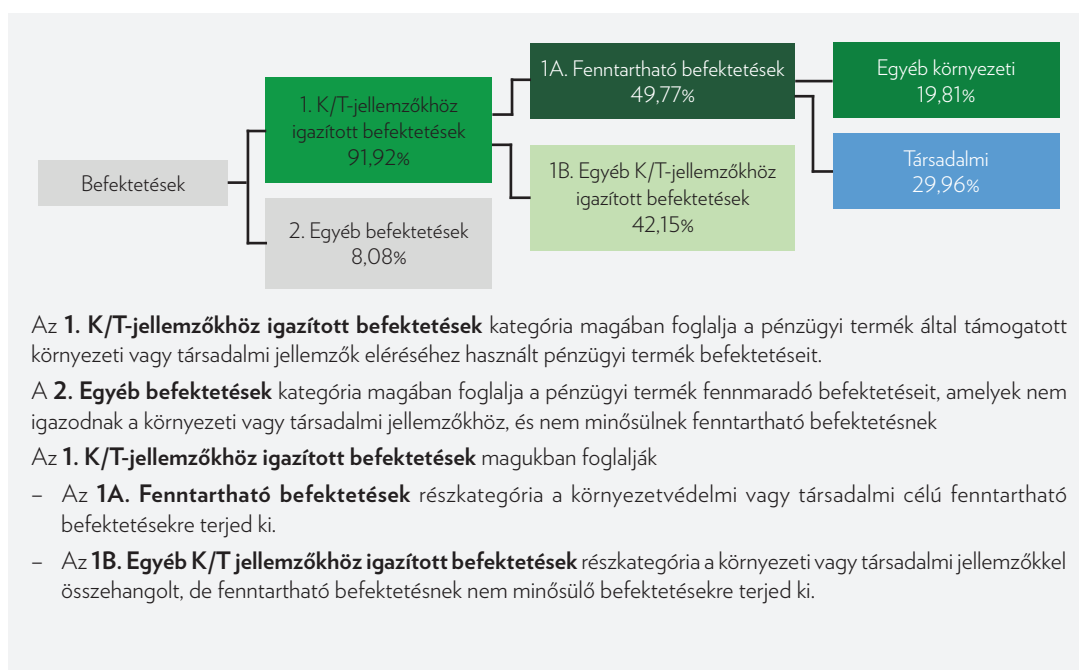 Befektetések
1. K/T-jellemzőkhöz
igazított befektetések
91,92%
2. Egyéb befektetések
8,08%
1A. Fenntartható befektetések
49,77%
1B. Egyéb K/T-jellemzőkhöz
igazított befektetések
42,15%
Egyéb környezeti
19,81%
Társadalmi
29,96%
Az 1. K/T-jellemzőkhöz igazított befektetések kategória magában foglalja a pénzügyi termék által támogatott
környezeti vagy társadalmi jellemzők eléréséhez használt pénzügyi termék befektetéseit.
A 2. Egyéb befektetések kategória magában foglalja a pénzügyi termék fennmaradó befektetéseit, amelyek nem
igazodnak a környezeti vagy társadalmi jellemzőkhöz, és nem minősülnek fenntartható befektetésnek
Az 1. K/T-jellemzőkhöz igazított befektetések magukban foglalják
– Az 1A. Fenntartható befektetések részkategória a környezetvédelmi vagy társadalmi célú fenntartható
befektetésekre terjed ki.
– Az 1B. Egyéb K/T jellemzőkhöz igazított befektetések részkategória a környezeti vagy társadalmi jellemzőkkel
összehangolt, de fenntartható befektetésnek nem minősülő befektetésekre terjed ki.